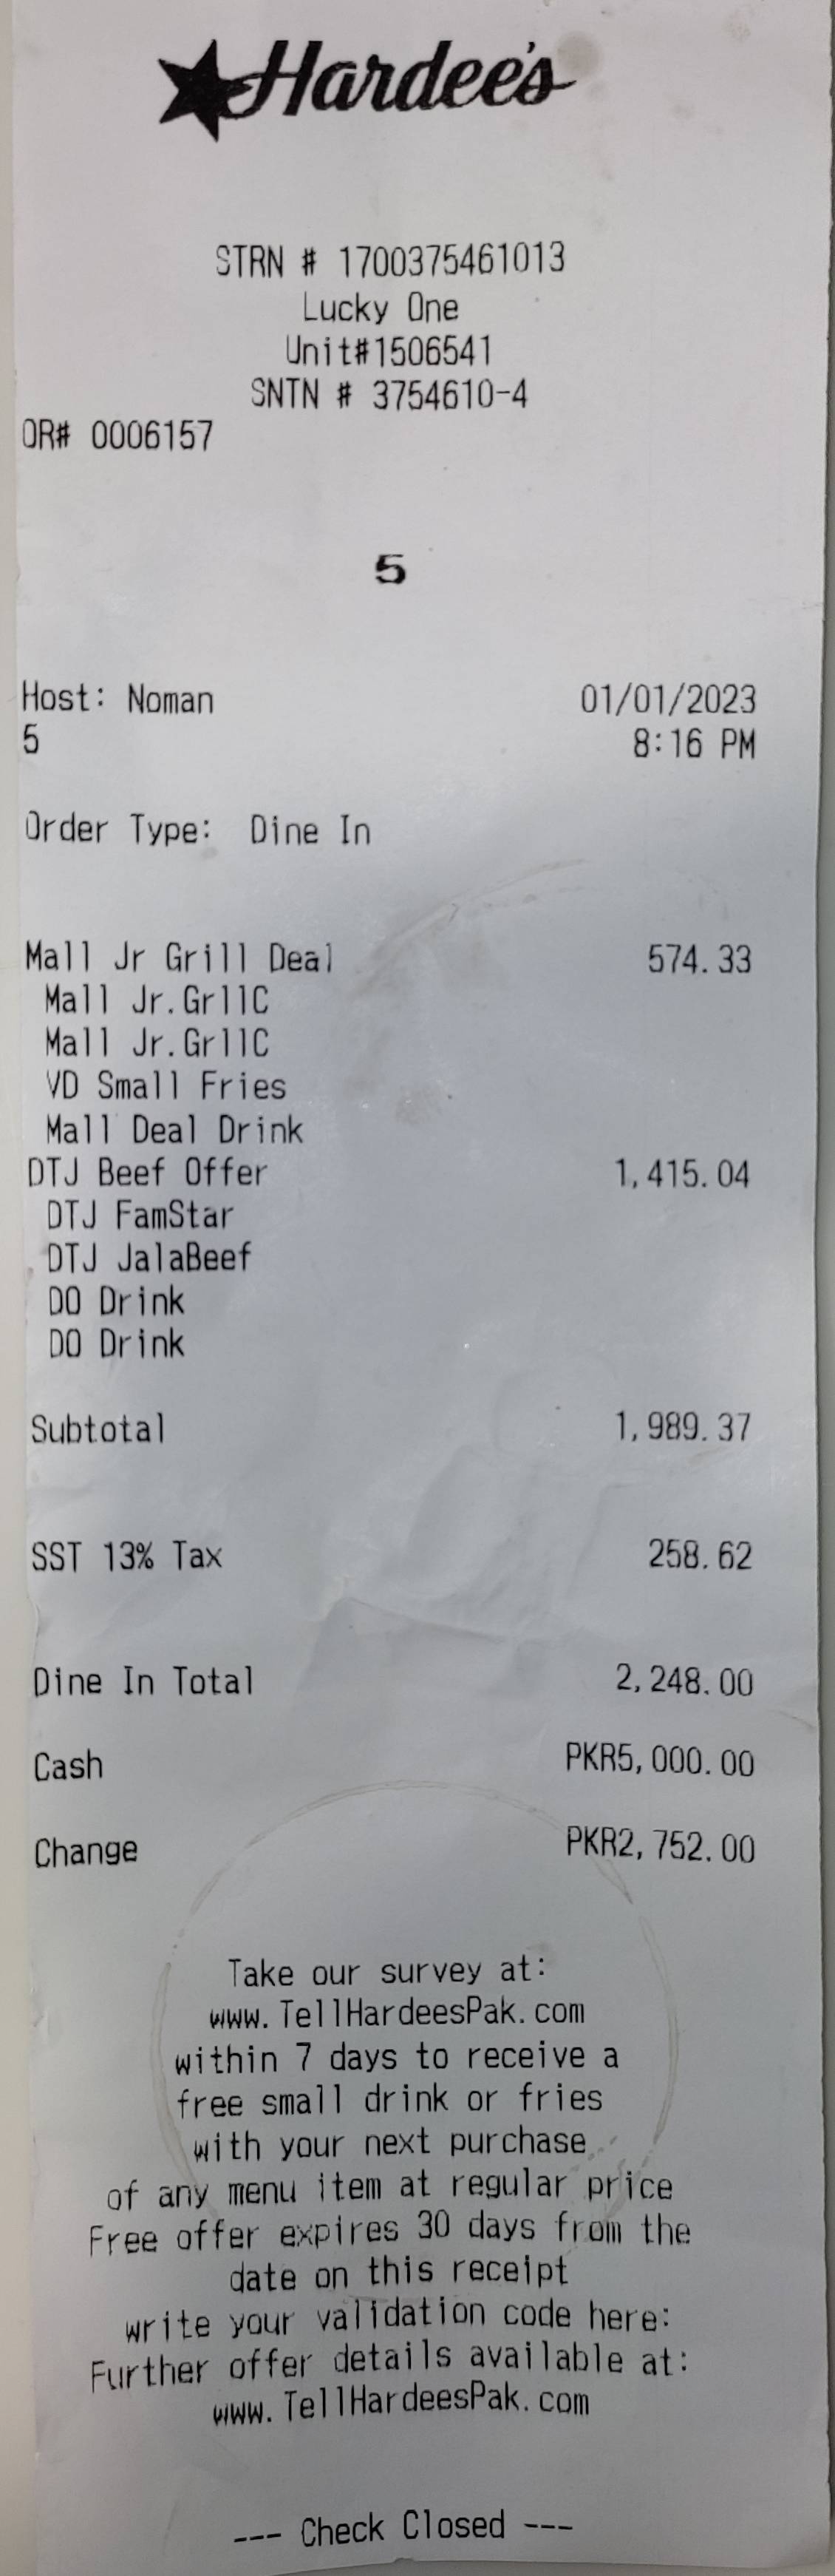 Hardee's
STRN # 1700375461013
Lucky One
Unit#1506541
SNTN # 3754610-4
OR# 0006157
5
Host: Noman 01/01/2023
5 8:16 PM
Order Type: Dine In
Mall Jr Grill Deal 574.33
Mall Jr.GrllC
Mall Jr.GrllC
VD Small Fries
Mall Deal Drink
DTJ Beef Offer 1,415.04
DTJ FamStar
DTJ JalaBeef
DO Drink
DO Drink
Subtotal 1,989.37
SST 13% Tax 258.62
Dine In Total 2,248.00
Cash PKR5,000.00
Change PKR2,752.00
Take our survey at:
www.TellHardeesPak.com
within 7 days to receive a
free small drink or fries
with your next purchase
of any menu item at regular price
Free offer expires 30 days from the
date on this receipt
write your validation code here:
Further offer details available at:
www.TellHardeesPak.com
--- Check Closed ---